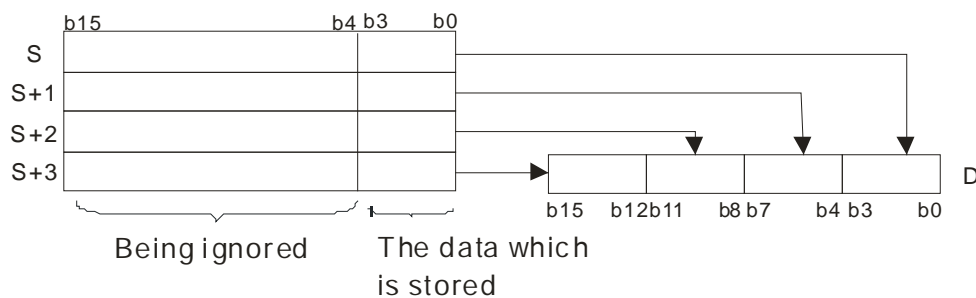 b15 b4 b3 b0
S
S+1
S+2
S+3
D
b15 b12 b11 b8 b7 b4 b3 b0
Being ignored The data which
is stored